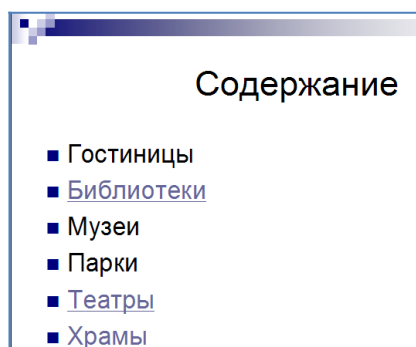 Содержание
Гостиницы
Библиотеки
Музеи
Парки
Театры
Храмы